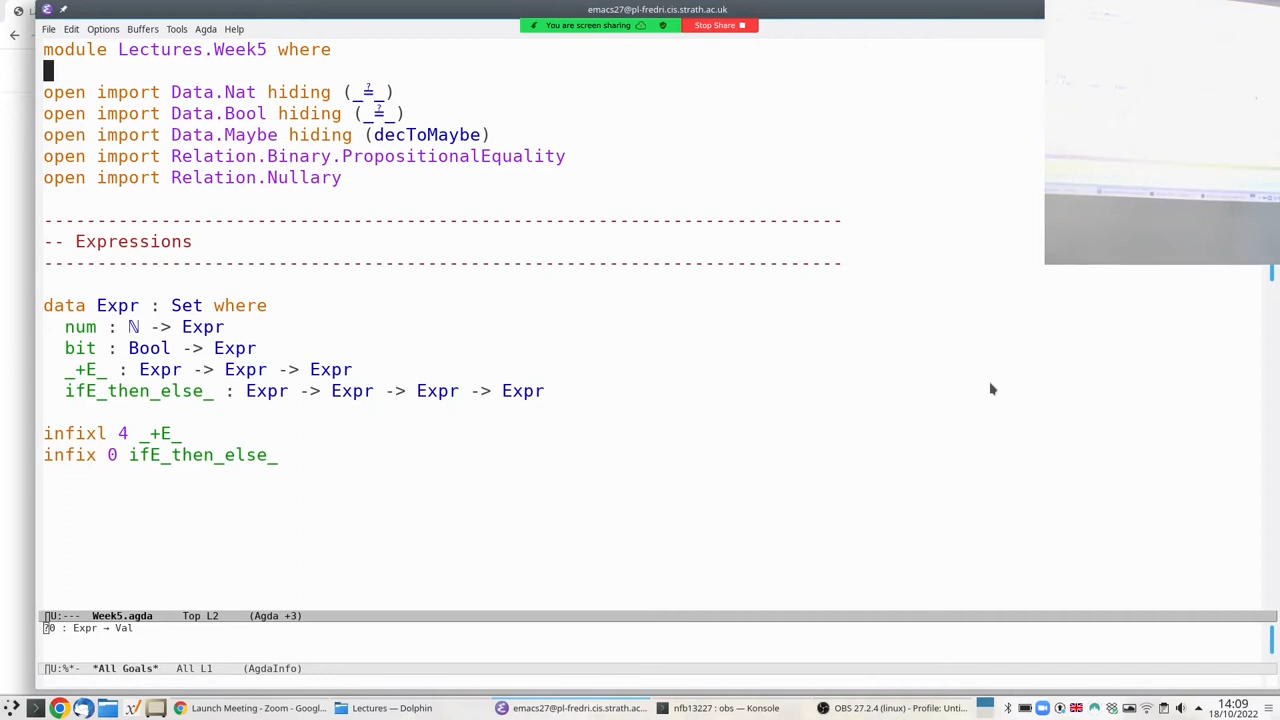 emacs27@pl-fredri.cis.strath.ac.uk
You are screen sharing
Stop Share
File Edit Options Buffers Tools Agda Help
module Lectures.Week5 where
open import Data.Nat hiding (_≟_)
open import Data.Bool hiding (_≟_)
open import Data.Maybe hiding (decToMaybe)
open import Relation.Binary.PropositionalEquality
open import Relation.Nullary
---------------------------------------------------------------------------
-- Expressions
---------------------------------------------------------------------------
data Expr : Set where
num : ℕ -> Expr
bit : Bool -> Expr
_+E_ : Expr -> Expr -> Expr
ifE_then_else_ : Expr -> Expr -> Expr -> Expr
infixl 4 _+E_
infix 0 ifE_then_else_
U:--- Week5.agda Top L2 (Agda +3)
?0 : Expr → Val
U:%*- *All Goals* All L1 (AgdaInfo)
Launch Meeting - Zoom - Googl... Lectures — Dolphin emacs27@pl-fredri.cis.strath.ac... nfb13227 : obs — Konsole OBS 27.2.4 (linux) - Profile: Unti... 14:09
18/10/2022